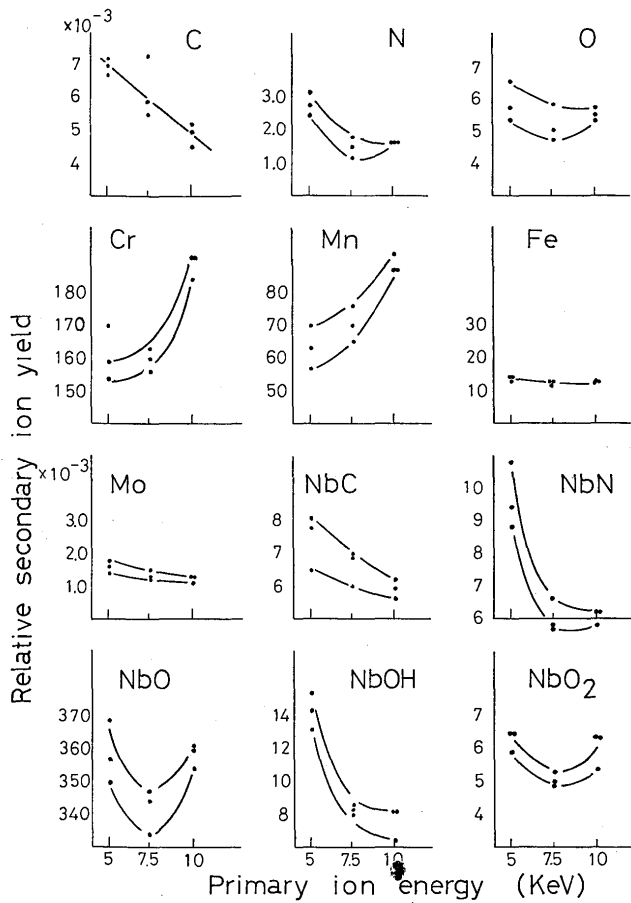 ×10⁻³
C
N
O
7
6
5
4
3.0
2.0
1.0
7
6
5
4
Cr
Mn
Fe
180
170
160
150
80
70
60
50
30
20
10
×10⁻³
Mo
NbC
NbN
3.0
2.0
1.0
8
7
6
10
9
8
7
6
NbO
NbOH
NbO₂
370
360
350
340
14
12
10
8
7
6
5
4
5 7.5 10
5 7.5 10
5 7.5 10
Relative secondary ion yield
Primary ion energy (KeV)